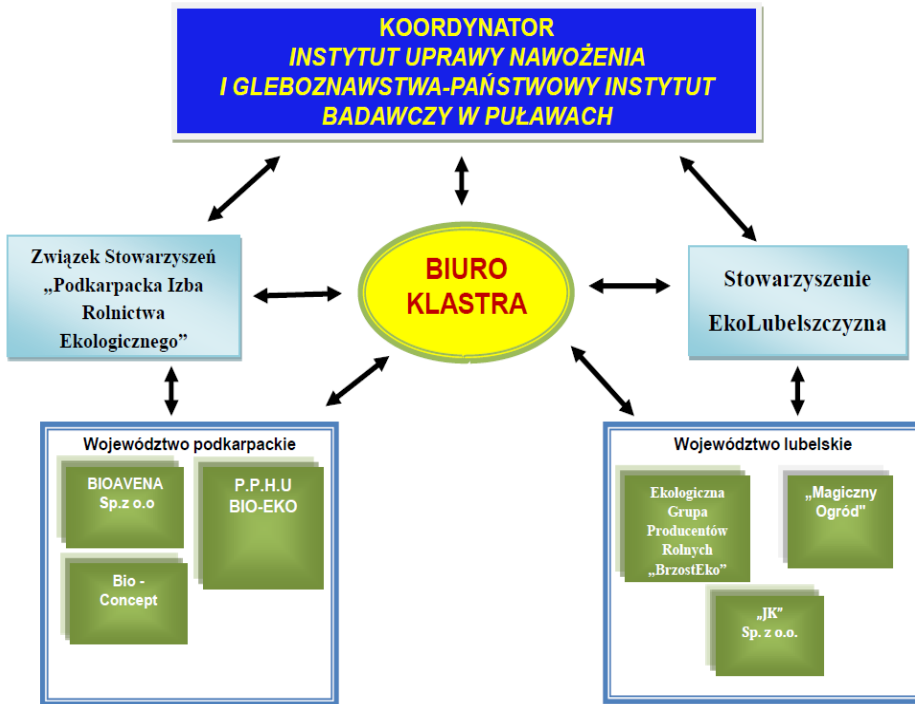 KOORDYNATOR
INSTYTUT UPRAWY NAWOŻENIA
I GLEBOZNAWSTWA-PAŃSTWOWY INSTYTUT
BADAWCZY W PUŁAWACH
Związek Stowarzyszeń
„Podkarpacka Izba
Rolnictwa
Ekologicznego”
BIURO
KLASTRA
Stowarzyszenie
EkoLubelszczyzna
Województwo podkarpackie
BIOAVENA
Sp.z o.o
P.P.H.U
BIO-EKO
Bio -
Concept
Województwo lubelskie
Ekologiczna
Grupa
Producentów
Rolnych
„BrzostEko”
„Magiczny
Ogród"
„JK”
Sp. z o.o.